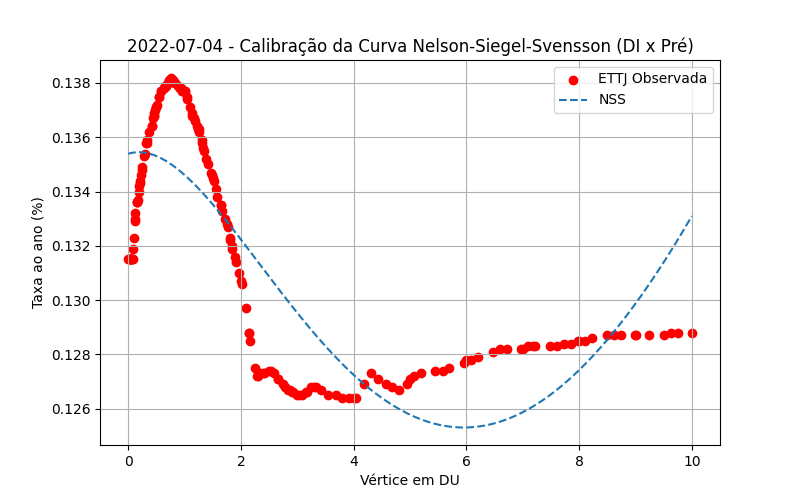 2022-07-04 - Calibração da Curva Nelson-Siegel-Svensson (DI x Pré)
ETTJ Observada
NSS
Taxa ao ano (%)
0.138
0.136
0.134
0.132
0.130
0.128
0.126
0 2 4 6 8 10
Vértice em DU